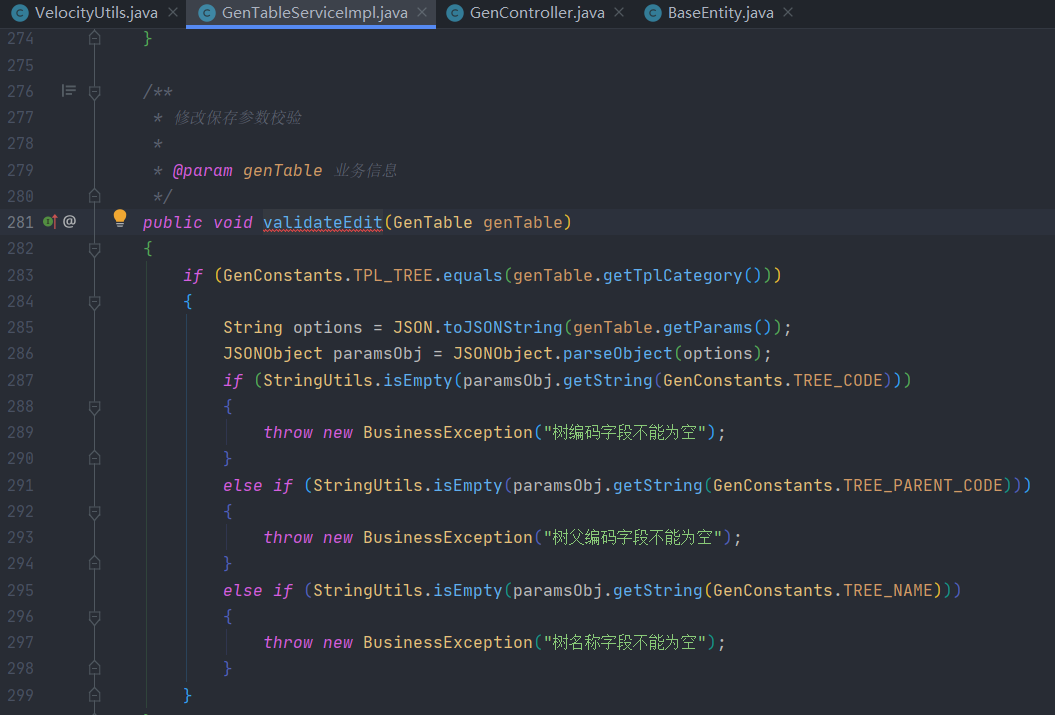 VelocityUtils.java GenTableServiceImpl.java GenController.java BaseEntity.java
274 }
275
276 /**
277 * 修改保存参数校验
278 *
279 * @param genTable 业务信息
280 */
281 public void validateEdit(GenTable genTable)
282 {
283 if (GenConstants.TPL_TREE.equals(genTable.getTplCategory()))
284 {
285 String options = JSON.toJSONString(genTable.getParams());
286 JSONObject paramsObj = JSONObject.parseObject(options);
287 if (StringUtils.isEmpty(paramsObj.getString(GenConstants.TREE_CODE)))
288 {
289 throw new BusinessException("树编码字段不能为空");
290 }
291 else if (StringUtils.isEmpty(paramsObj.getString(GenConstants.TREE_PARENT_CODE)))
292 {
293 throw new BusinessException("树父编码字段不能为空");
294 }
295 else if (StringUtils.isEmpty(paramsObj.getString(GenConstants.TREE_NAME)))
296 {
297 throw new BusinessException("树名称字段不能为空");
298 }
299 }